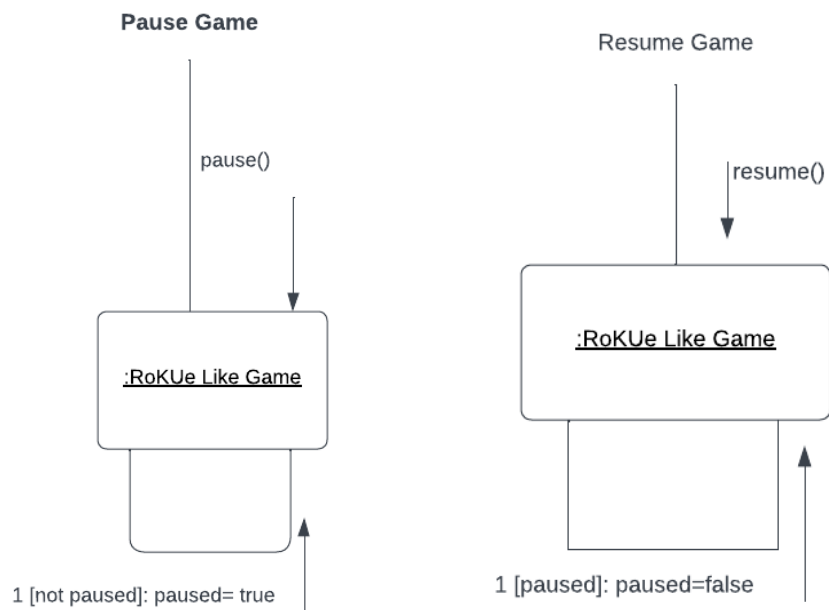 Pause Game
pause()
:RoKUe Like Game
1 [not paused]: paused= true
Resume Game
resume()
:RoKUe Like Game
1 [paused]: paused=false